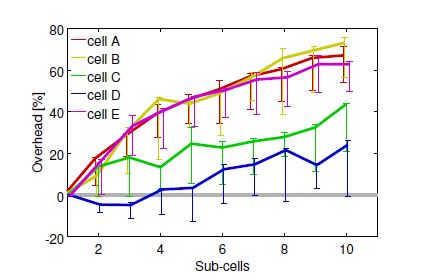 80
60
40
20
0
-20
Overhead [%]
cell A
cell B
cell C
cell D
cell E
2 4 6 8 10
Sub-cells